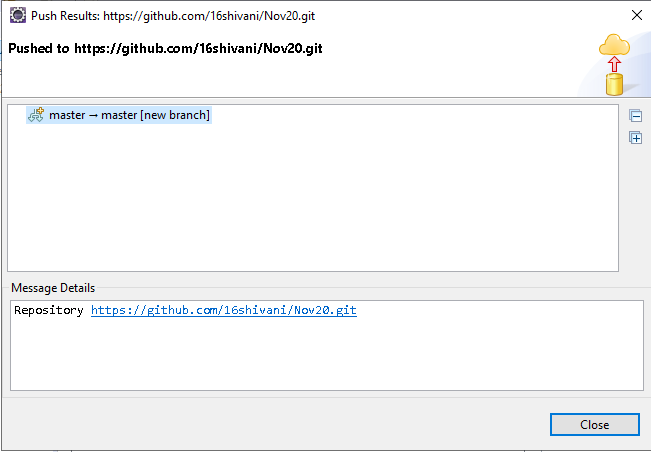 Push Results: https://github.com/16shivani/Nov20.git
Pushed to https://github.com/16shivani/Nov20.git
master → master [new branch]
Message Details
Repository https://github.com/16shivani/Nov20.git
Close